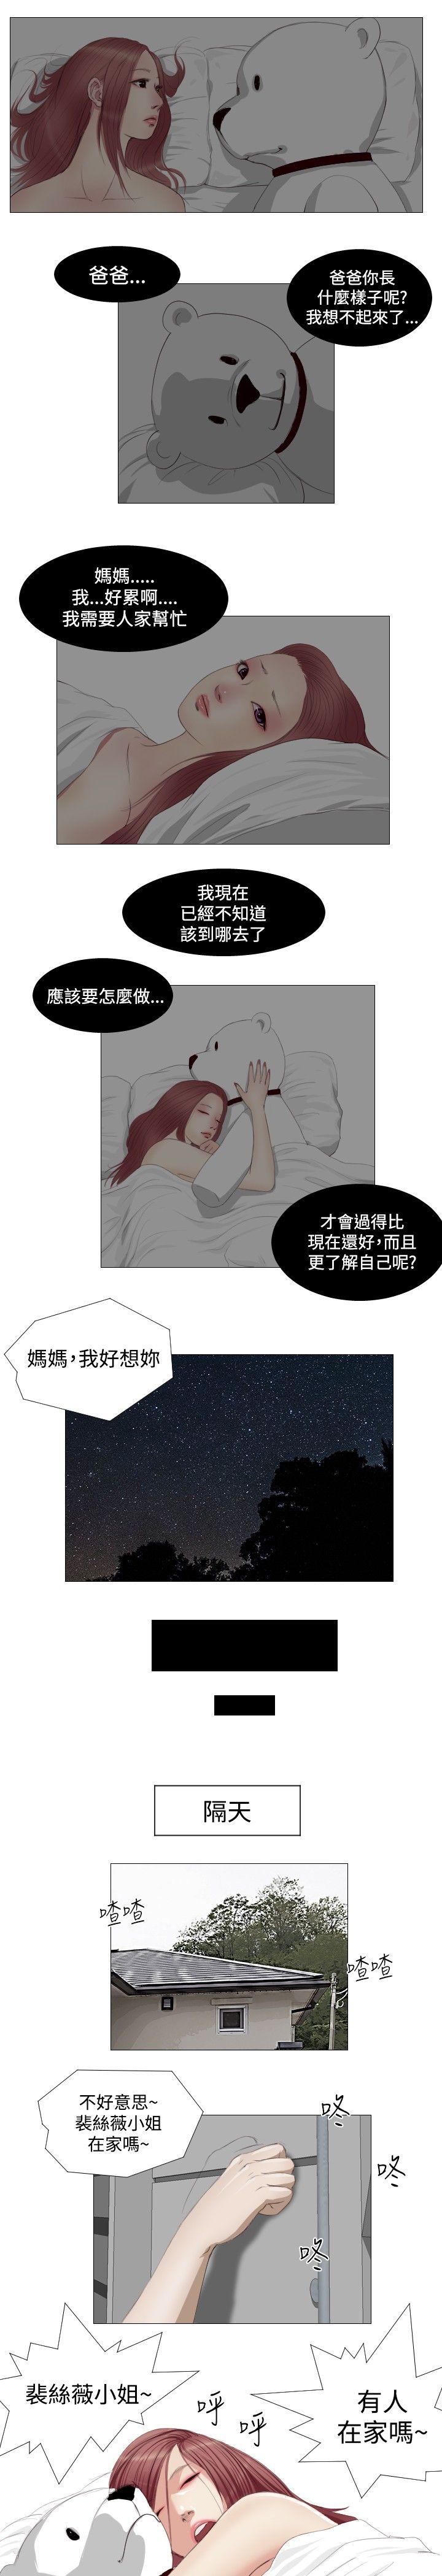 爸爸...
爸爸你長
什麼樣子呢?
我想不起來了...
媽媽.....
我...好累啊....
我需要人家幫忙
我現在
已經不知道
該到哪去了
應該要怎麼做...
才會過得比
現在還好,而且
更了解自己呢?
媽媽,我好想妳
隔天
喳喳
喳喳
不好意思~
裴絲薇小姐
在家嗎~
咚
咚
咚
裴絲薇小姐~
有人
在家嗎~
呼
呼